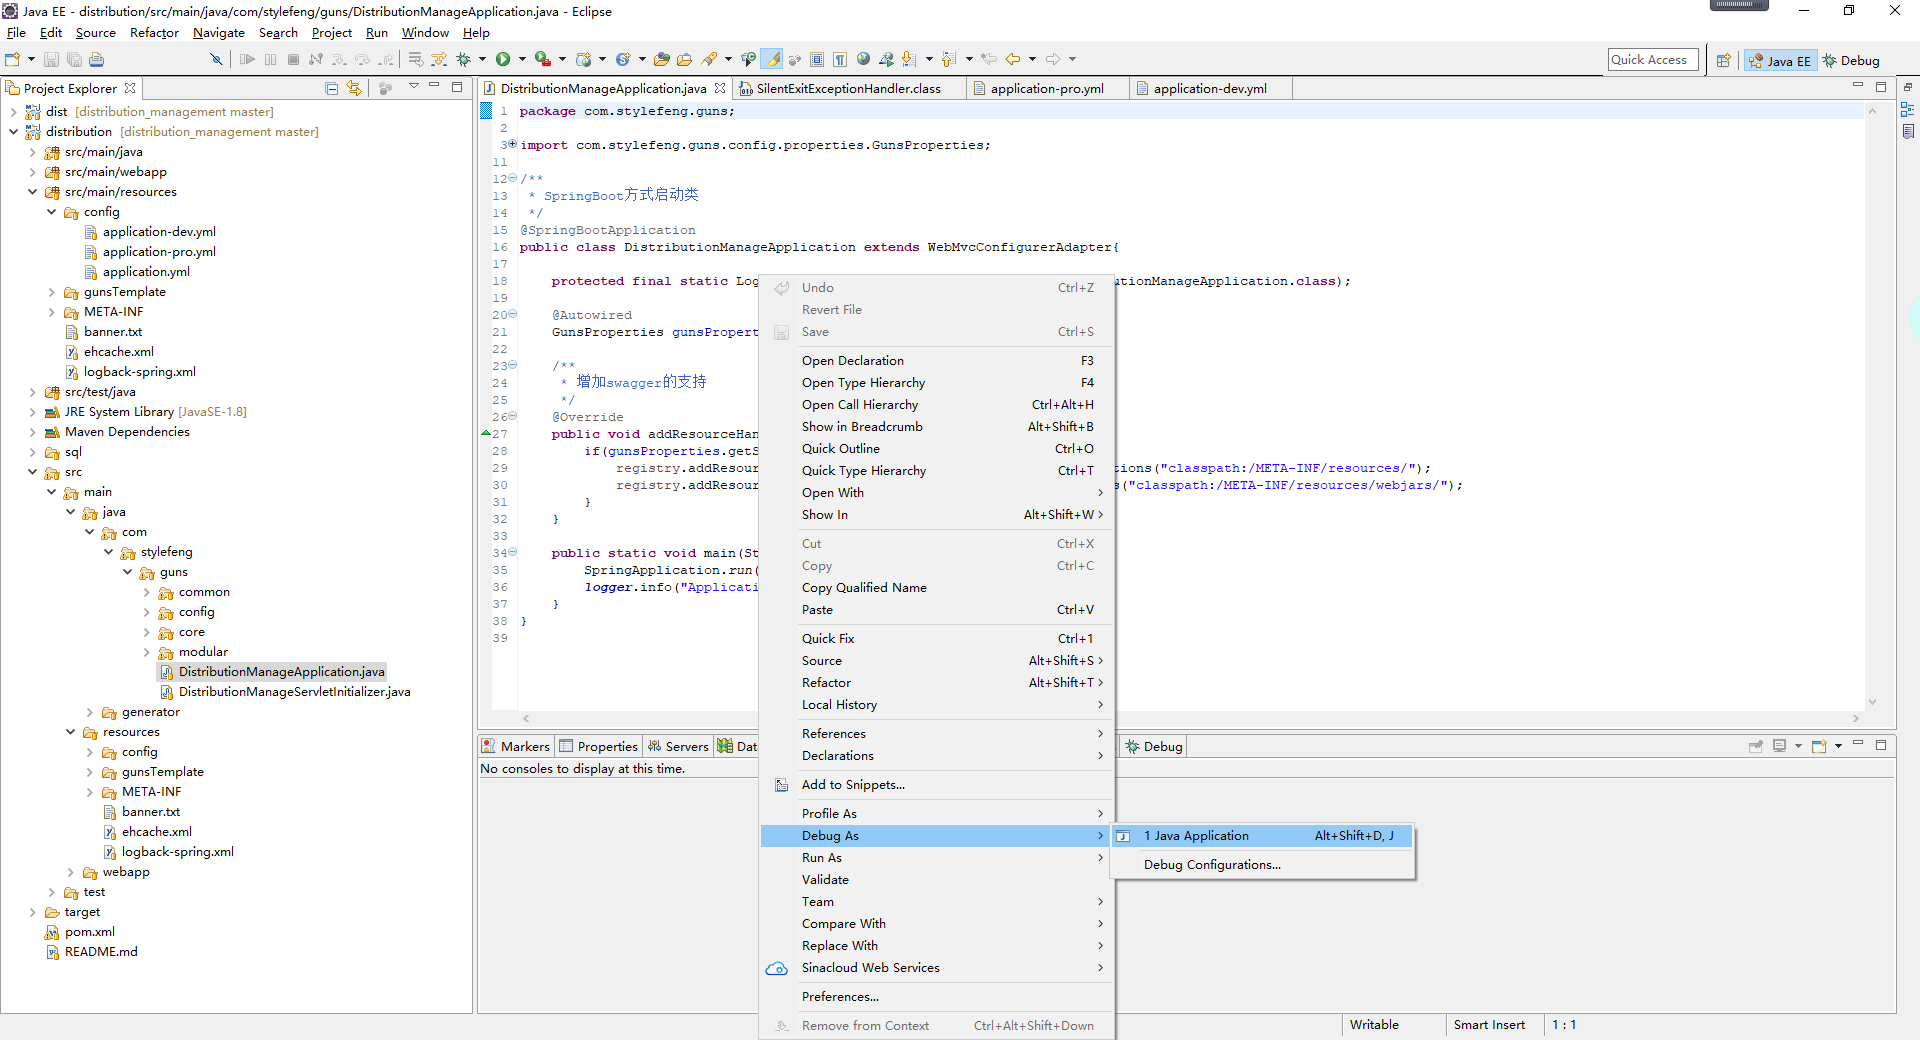 Java EE - distribution/src/main/java/com/stylefeng/guns/DistributionManageApplication.java - Eclipse
File Edit Source Refactor Navigate Search Project Run Window Help
Quick Access
Java EE
Debug
Project Explorer
dist [distribution_management master]
distribution [distribution_management master]
src/main/java
src/main/webapp
src/main/resources
config
application-dev.yml
application-pro.yml
application.yml
gunsTemplate
META-INF
banner.txt
ehcache.xml
logback-spring.xml
src/test/java
JRE System Library [JavaSE-1.8]
Maven Dependencies
sql
src
main
java
com
stylefeng
guns
common
config
core
modular
DistributionManageApplication.java
DistributionManageServletInitializer.java
generator
resources
config
gunsTemplate
META-INF
banner.txt
ehcache.xml
logback-spring.xml
webapp
test
target
pom.xml
README.md
DistributionManageApplication.java
SilentExitExceptionHandler.class
application-pro.yml
application-dev.yml
1 package com.stylefeng.guns;
2
3 import com.stylefeng.guns.config.properties.GunsProperties;
11
12 /**
13 * SpringBoot方式启动类
14 */
15 @SpringBootApplication
16 public class DistributionManageApplication extends WebMvcConfigurerAdapter{
17
18 protected final static Log utionManageApplication.class);
19
20 @Autowired
21 GunsProperties gunsPropert
22
23 /**
24 * 增加swagger的支持
25 */
26 @Override
27 public void addResourceHan
28 if(gunsProperties.getS
29 registry.addResour tions("classpath:/META-INF/resources/");
30 registry.addResour s("classpath:/META-INF/resources/webjars/");
31 }
32 }
33
34 public static void main(St
35 SpringApplication.run(
36 logger.info("Applicati
37 }
38 }
39
Undo Ctrl+Z
Revert File
Save Ctrl+S
Open Declaration F3
Open Type Hierarchy F4
Open Call Hierarchy Ctrl+Alt+H
Show in Breadcrumb Alt+Shift+B
Quick Outline Ctrl+O
Quick Type Hierarchy Ctrl+T
Open With
Show In Alt+Shift+W
Cut Ctrl+X
Copy Ctrl+C
Copy Qualified Name
Paste Ctrl+V
Quick Fix Ctrl+1
Source Alt+Shift+S
Refactor Alt+Shift+T
Local History
References
Declarations
Add to Snippets...
Profile As
Debug As
Run As
Validate
Team
Compare With
Replace With
Sinacloud Web Services
Preferences...
Remove from Context Ctrl+Alt+Shift+Down
1 Java Application Alt+Shift+D, J
Debug Configurations...
Markers Properties Servers Dat Debug
No consoles to display at this time.
Writable Smart Insert 1 : 1